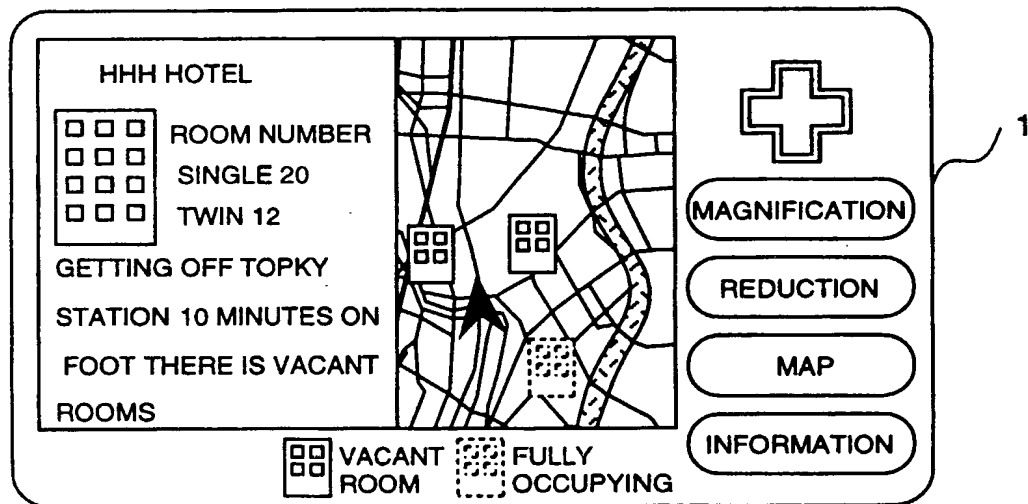 HHH HOTEL
ROOM NUMBER
SINGLE 20
TWIN 12
GETTING OFF TOPKY
STATION 10 MINUTES ON
FOOT THERE IS VACANT
ROOMS
MAGNIFICATION
REDUCTION
MAP
INFORMATION
VACANT
ROOM
FULLY
OCCUPYING
1